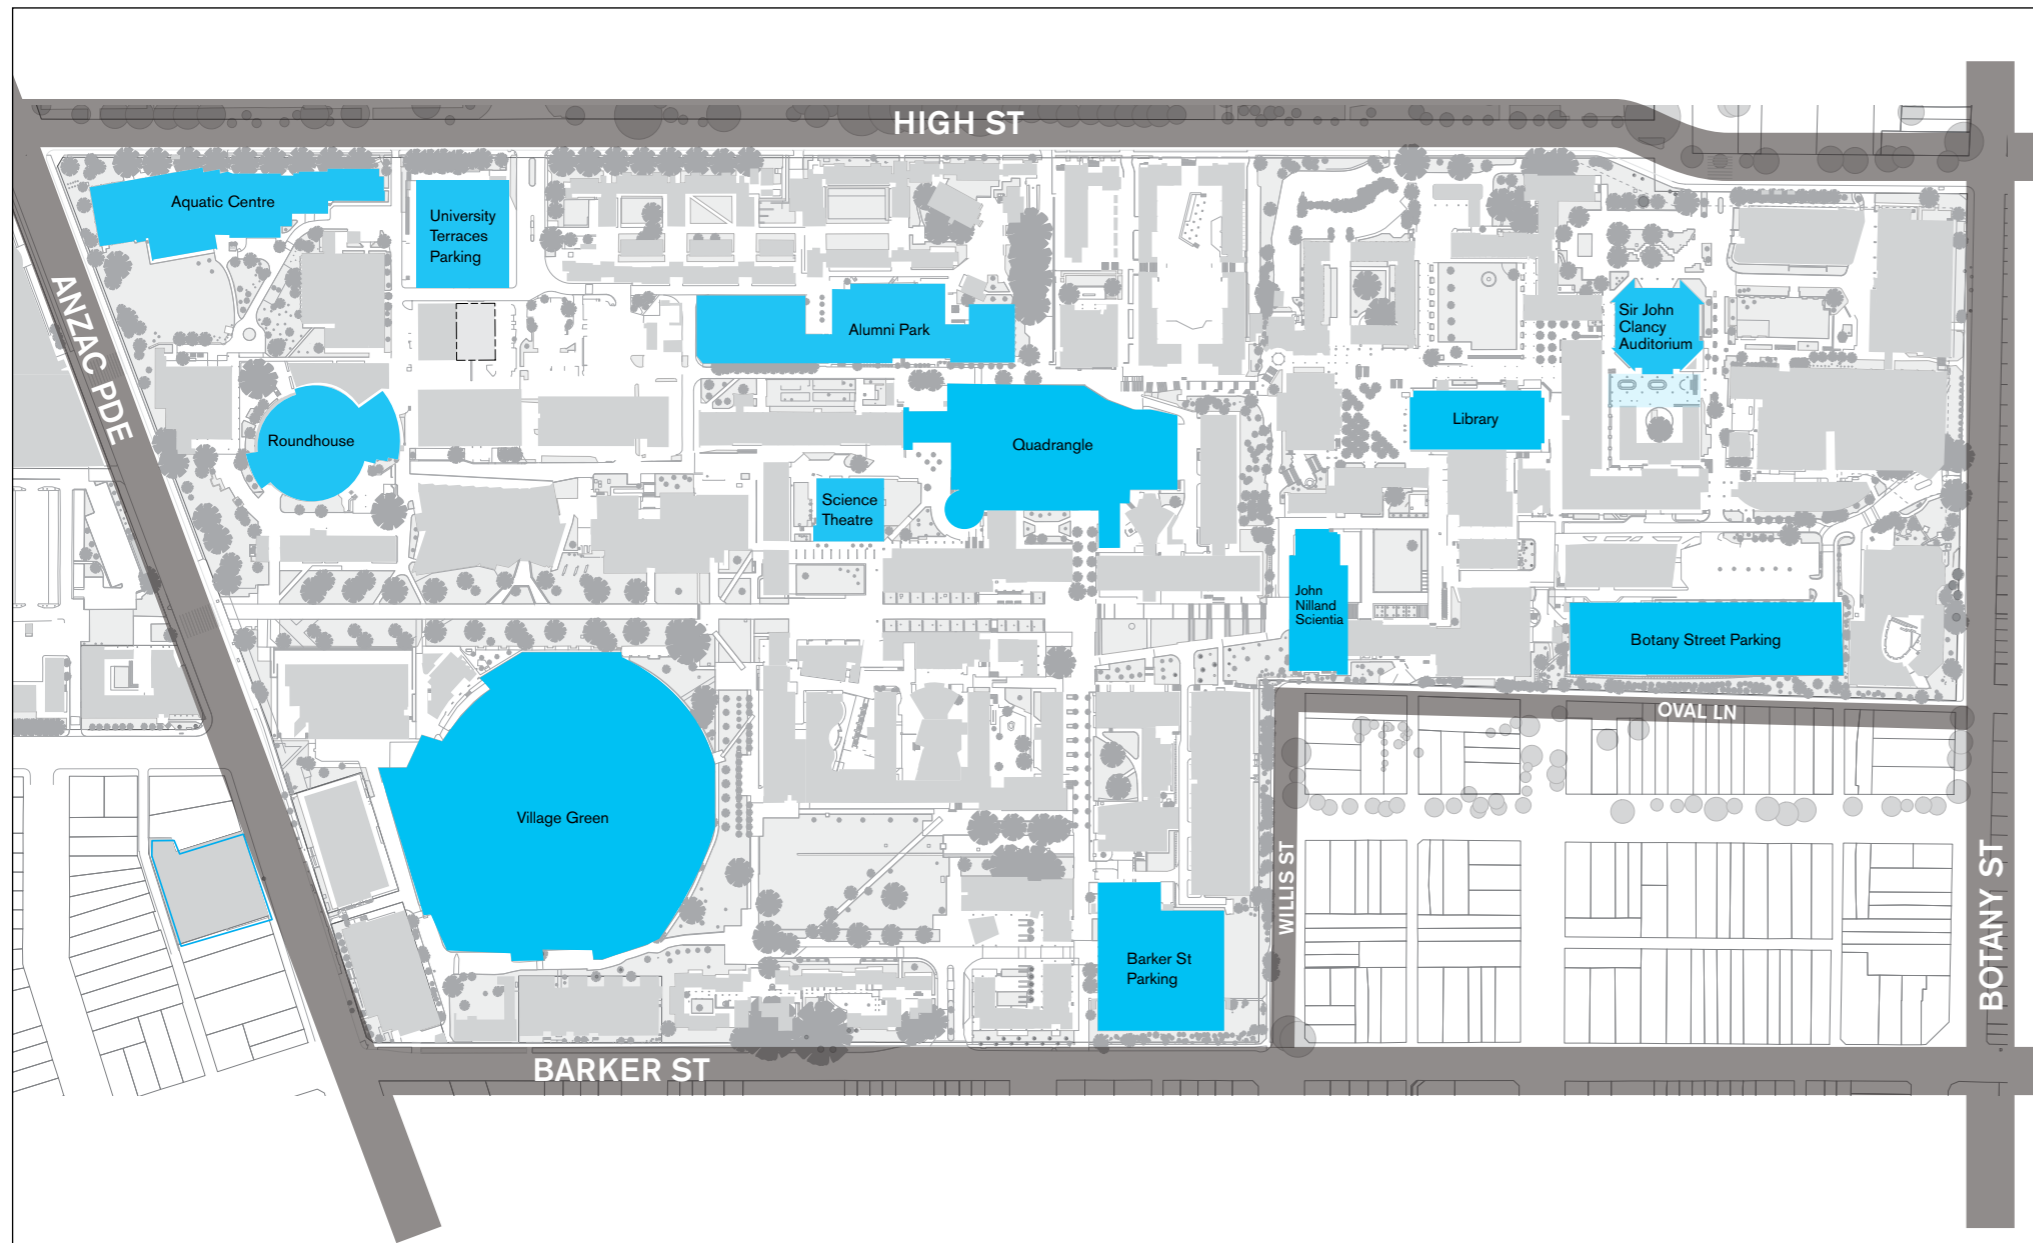 HIGH ST
Aquatic Centre
University
Terraces
Parking
ANZAC PDE
Alumni Park
Sir John
Clancy
Auditorium
Roundhouse
Quadrangle
Library
Science
Theatre
John
Nilland
Scientia
Botany Street Parking
OVAL LN
Village Green
WILLIS ST
BOTANY ST
Barker St
Parking
BARKER ST